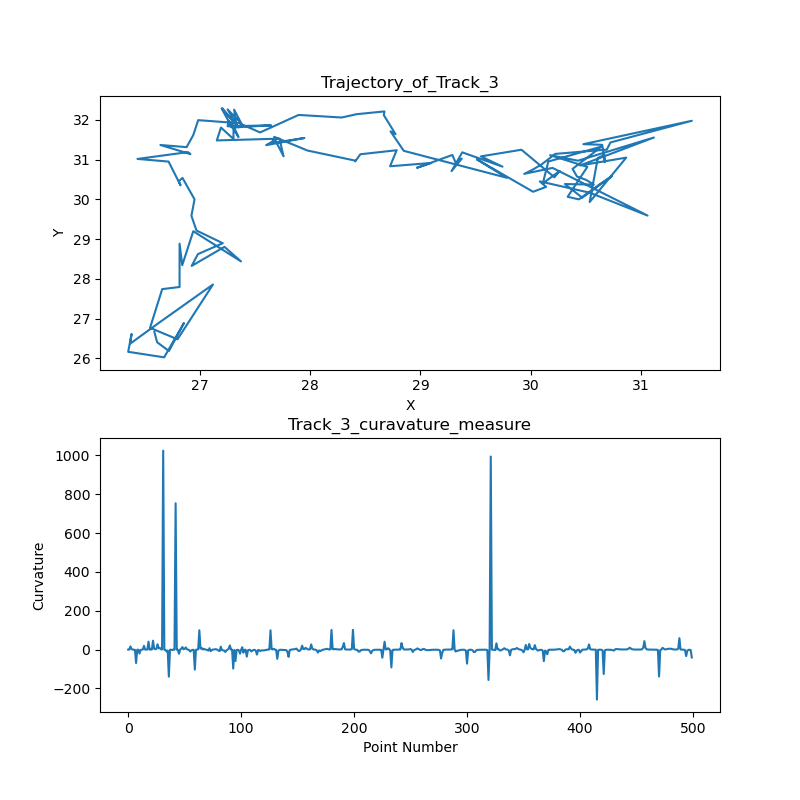 Trajectory_of_Track_3
32
31
30
29
28
27
26
Y
27 28 29 30 31
X
Track_3_curavature_measure
1000
800
600
400
200
0
−200
Curvature
0 100 200 300 400 500
Point Number